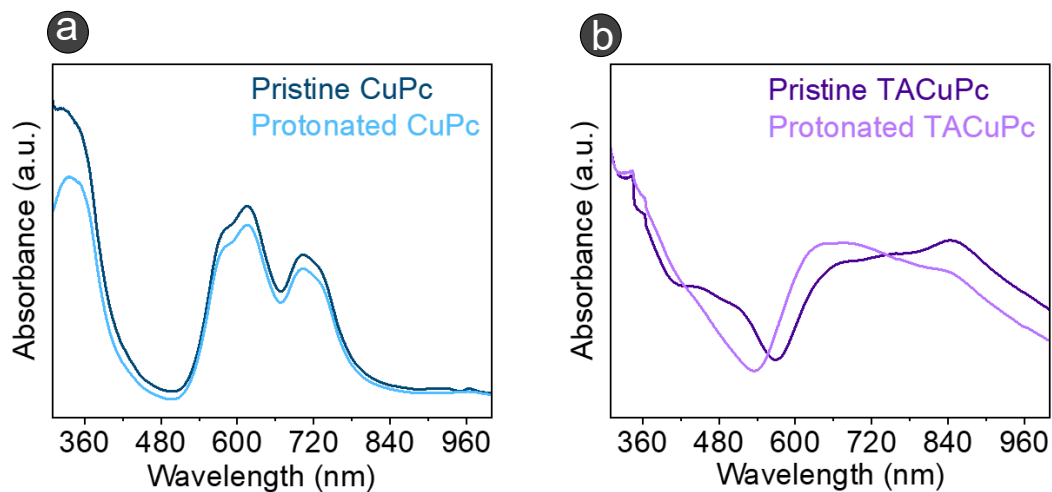 a
Pristine CuPc
Protonated CuPc
Absorbance (a.u.)
360 480 600 720 840 960
Wavelength (nm)
b
Pristine TACuPc
Protonated TACuPc
Absorbance (a.u.)
360 480 600 720 840 960
Wavelength (nm)